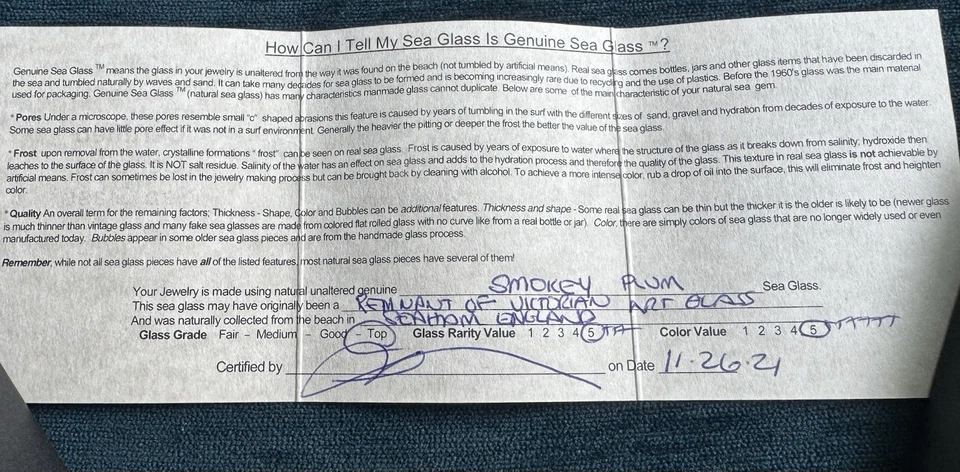 How Can I Tell My Sea Glass Is Genuine Sea Glass ™?
Genuine Sea Glass ™ means the glass in your jewelry is unaltered from the way it was found on the beach (not tumbled by artificial means). Real sea glass comes bottles, jars and other glass items that have been discarded in
the sea and tumbled naturally by waves and sand. It can take many decades for sea glass to be formed and is becoming increasingly rare due to recycling and the use of plastics. Before the 1960's glass was the main material
used for packaging. Genuine Sea Glass ™ (natural sea glass) has many characteristics manmade glass cannot duplicate. Below are some of the main characteristic of your natural sea gem.
* Pores Under a microscope, these pores resemble small "c" shaped abrasions this feature is caused by years of tumbling in the surf with the different sizes of sand, gravel and hydration from decades of exposure to the water.
Some sea glass can have little pore effect if it was not in a surf environment. Generally the heavier the pitting or deeper the frost the better the value of the sea glass.
* Frost upon removal from the water, crystalline formations " frost" can be seen on real sea glass. Frost is caused by years of exposure to water where the structure of the glass as it breaks down from salinity, hydroxide then
leaches to the surface of the glass. It is NOT salt residue. Salinity of the water has an effect on sea glass and adds to the hydration process and therefore the quality of the glass. This texture in real sea glass is not achievable by
artificial means. Frost can sometimes be lost in the jewelry making process but can be brought back by cleaning with alcohol. To achieve a more intense color, rub a drop of oil into the surface, this will eliminate frost and heighten
color.
* Quality An overall term for the remaining factors; Thickness - Shape, Color and Bubbles can be additional features. Thickness and shape - Some real sea glass can be thin but the thicker it is the older is likely to be (newer glass
is much thinner than vintage glass and many fake sea glasses are made from colored flat rolled glass with no curve like from a real bottle or jar). Color, there are simply colors of sea glass that are no longer widely used or even
manufactured today. Bubbles appear in some older sea glass pieces and are from the handmade glass process.
Remember, while not all sea glass pieces have all of the listed features, most natural sea glass pieces have several of them!
Your Jewelry is made using natural unaltered genuine SMOKEY PLUM Sea Glass.
This sea glass may have originally been a REMNANT OF VICTORIAN ART GLASS
And was naturally collected from the beach in SEAHAM ENGLAND
Glass Grade Fair - Medium - Good - Top Glass Rarity Value 1 2 3 4 5 +++ Color Value 1 2 3 4 5 +++++
Certified by on Date 11-26-21